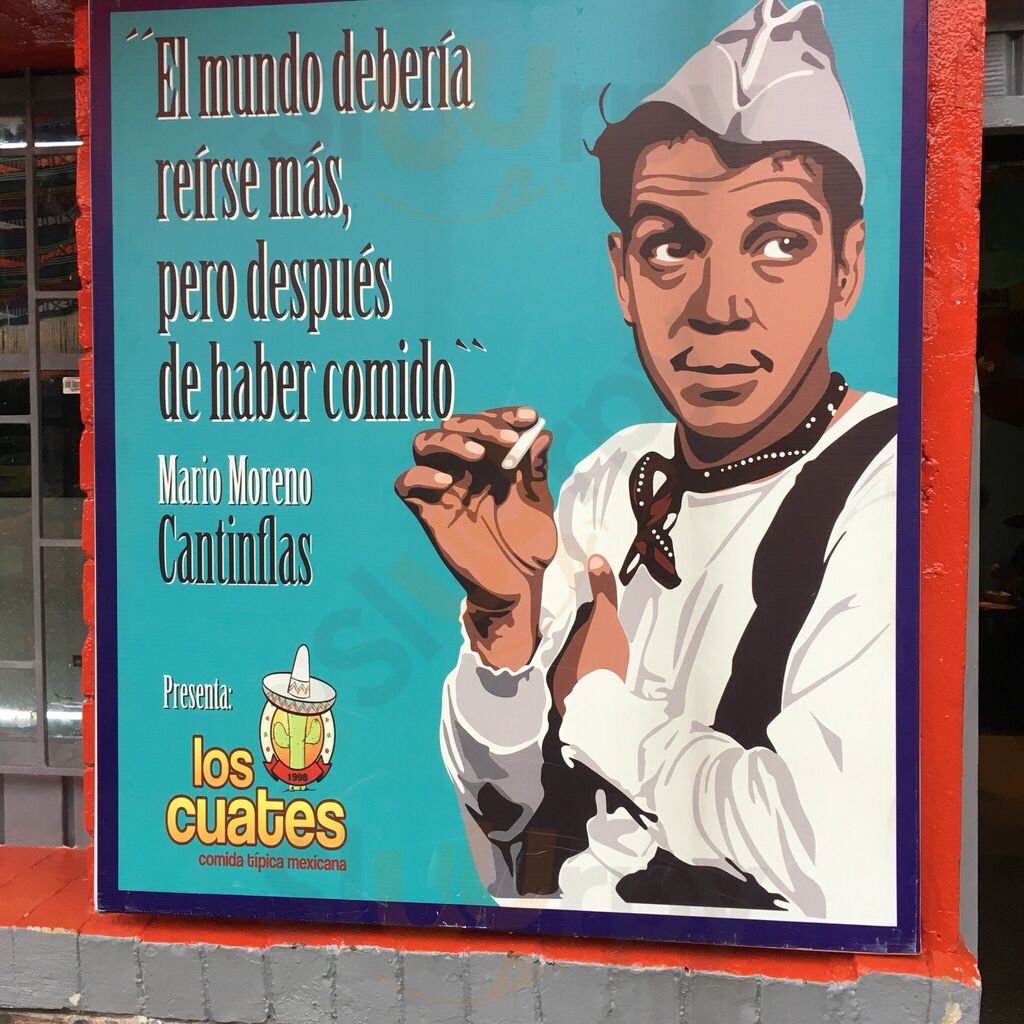 ´´El mundo debería
reírse más,
pero después
de haber comido``
Mario Moreno
Cantinflas
Presenta:
1998
los
cuates
comida típica mexicana